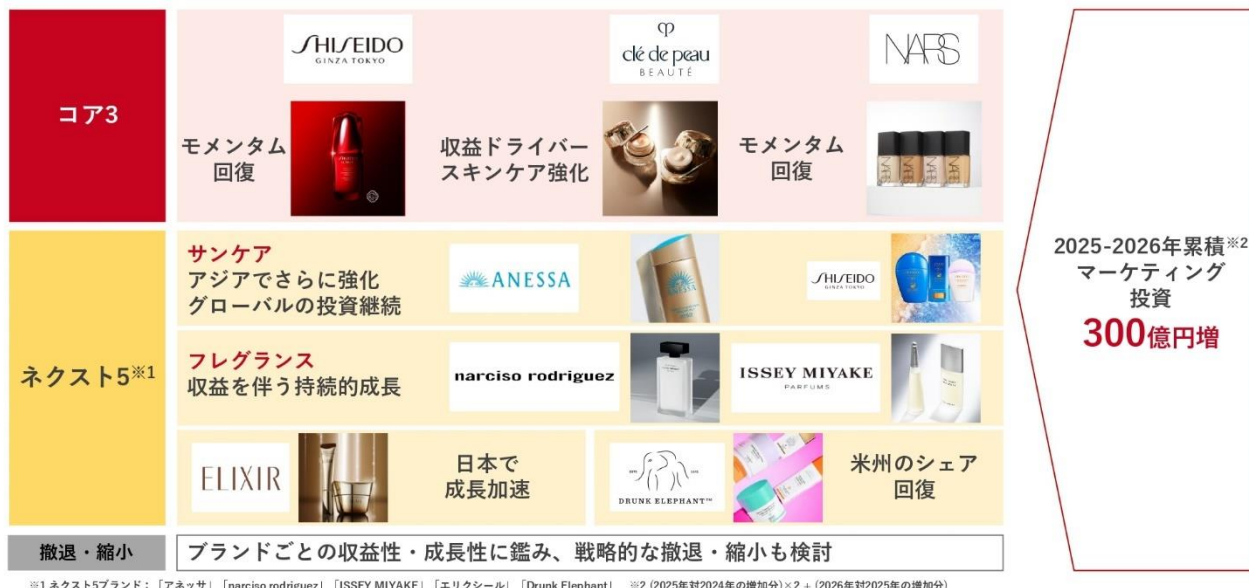 コア3
SHISEIDO
GINZA TOKYO
モメンタム
回復
clé de peau
BEAUTÉ
収益ドライバー
スキンケア強化
NARS
モメンタム
回復
NARS
ネクスト5※1
サンケア
アジアでさらに強化
グローバルの投資継続
ANESSA
SHISEIDO
GINZA TOKYO
フレグランス
収益を伴う持続的成長
narciso rodriguez
ISSEY MIYAKE
PARFUMS
ELIXIR
日本で
成長加速
DRUNK ELEPHANT™
米州のシェア
回復
撤退・縮小
ブランドごとの収益性・成長性に鑑み、戦略的な撤退・縮小も検討
2025-2026年累積※2
マーケティング
投資
300億円増
※1 ネクスト5ブランド：「アネッサ」「narciso rodriguez」「ISSEY MIYAKE」「エリクシール」「Drunk Elephant」 ※2 (2025年対2024年の増加分)×2 + (2026年対2025年の増加分)